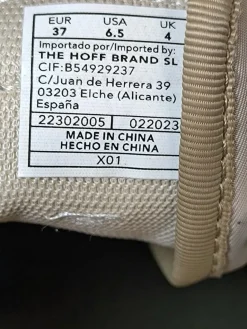 EUR USA UK
37 6.5 4
Importado por/Imported by:
THE HOFF BRAND SL
CIF:B54929237
C/Juan de Herrera 39
03203 Elche (Alicante)
España
22302005 022023
MADE IN CHINA
HECHO EN CHINA
X01